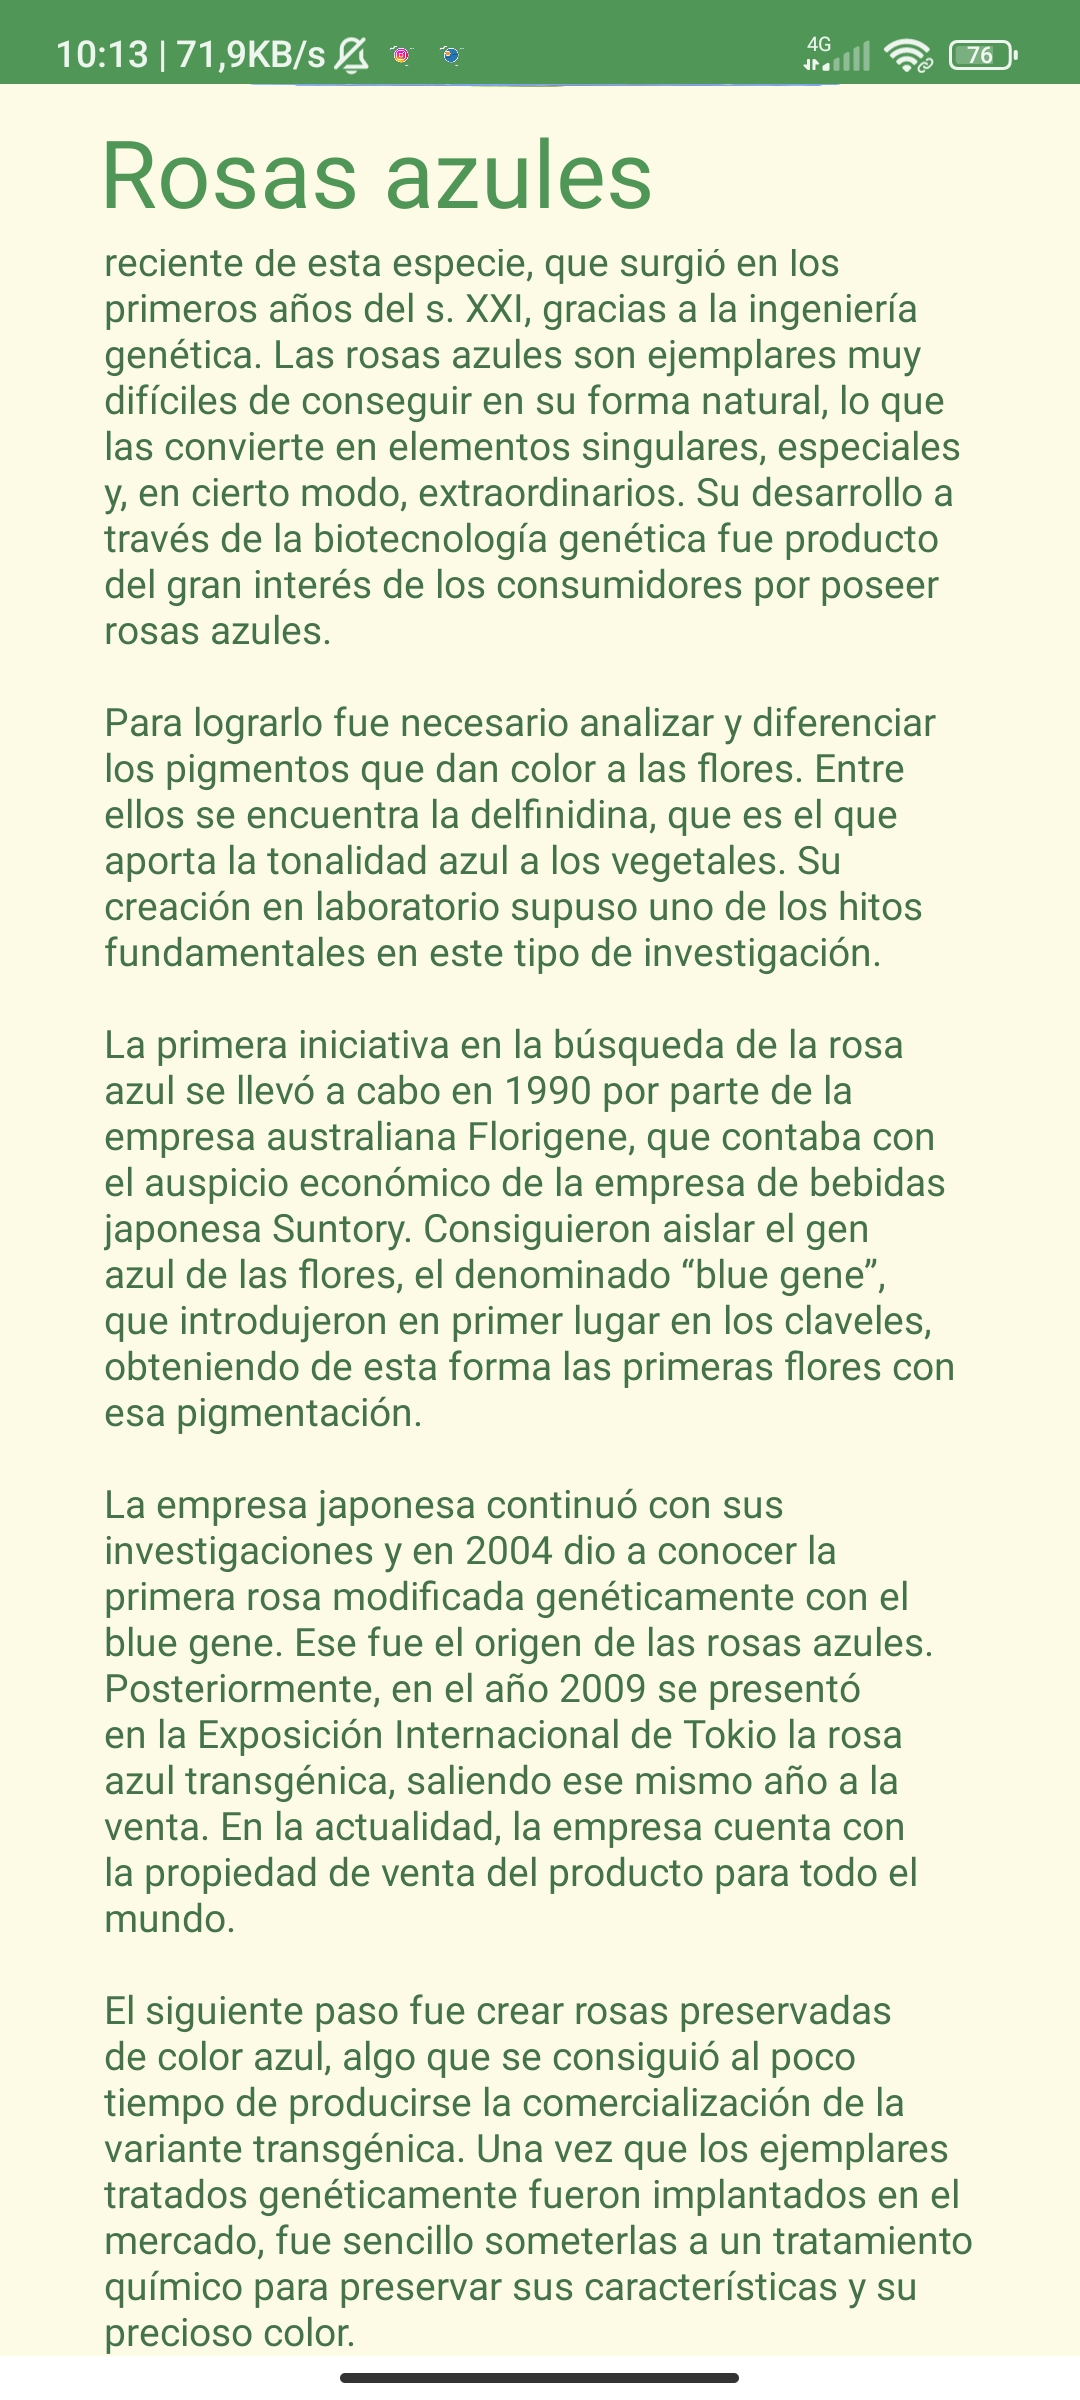 10:13 | 71,9KB/s
4G
76
Rosas azules
reciente de esta especie, que surgió en los
primeros años del s. XXI, gracias a la ingeniería
genética. Las rosas azules son ejemplares muy
difíciles de conseguir en su forma natural, lo que
las convierte en elementos singulares, especiales
y, en cierto modo, extraordinarios. Su desarrollo a
través de la biotecnología genética fue producto
del gran interés de los consumidores por poseer
rosas azules.
Para lograrlo fue necesario analizar y diferenciar
los pigmentos que dan color a las flores. Entre
ellos se encuentra la delfinidina, que es el que
aporta la tonalidad azul a los vegetales. Su
creación en laboratorio supuso uno de los hitos
fundamentales en este tipo de investigación.
La primera iniciativa en la búsqueda de la rosa
azul se llevó a cabo en 1990 por parte de la
empresa australiana Florigene, que contaba con
el auspicio económico de la empresa de bebidas
japonesa Suntory. Consiguieron aislar el gen
azul de las flores, el denominado “blue gene”,
que introdujeron en primer lugar en los claveles,
obteniendo de esta forma las primeras flores con
esa pigmentación.
La empresa japonesa continuó con sus
investigaciones y en 2004 dio a conocer la
primera rosa modificada genéticamente con el
blue gene. Ese fue el origen de las rosas azules.
Posteriormente, en el año 2009 se presentó
en la Exposición Internacional de Tokio la rosa
azul transgénica, saliendo ese mismo año a la
venta. En la actualidad, la empresa cuenta con
la propiedad de venta del producto para todo el
mundo.
El siguiente paso fue crear rosas preservadas
de color azul, algo que se consiguió al poco
tiempo de producirse la comercialización de la
variante transgénica. Una vez que los ejemplares
tratados genéticamente fueron implantados en el
mercado, fue sencillo someterlas a un tratamiento
químico para preservar sus características y su
precioso color.